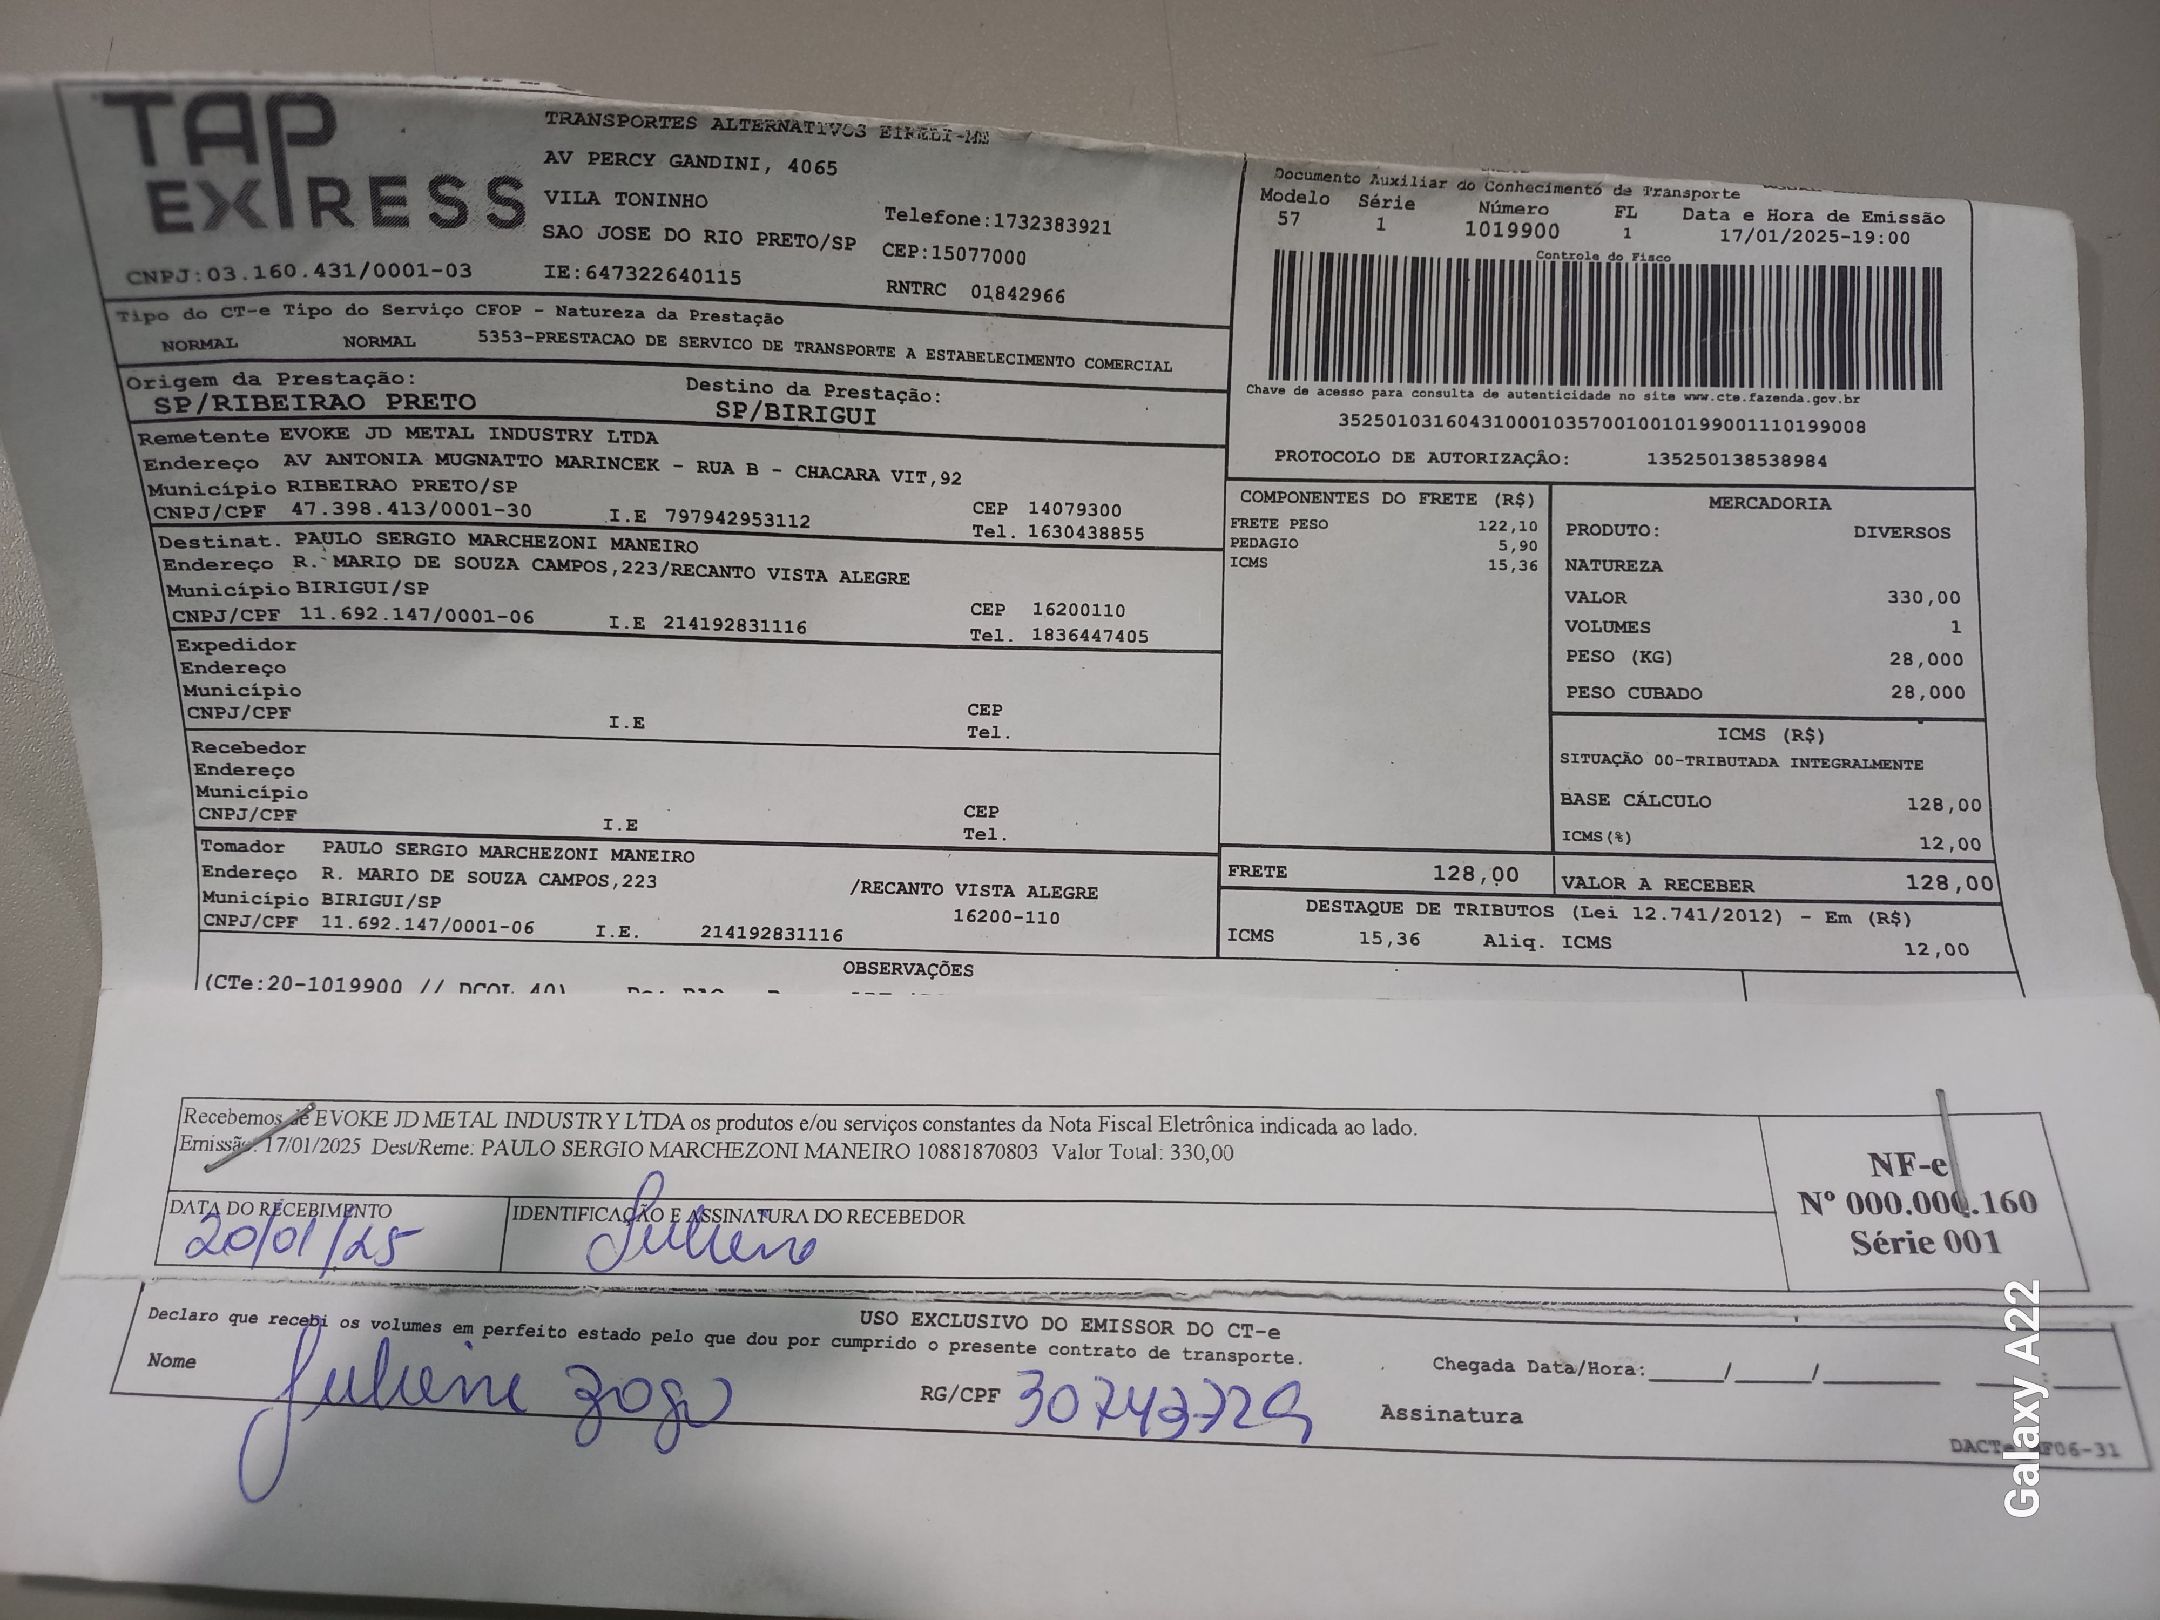 TAP EXPRESS
CNPJ:03.160.431/0001-03
TRANSPORTES ALTERNATIVOS EIRELI-ME
AV PERCY GANDINI, 4065
VILA TONINHO
SAO JOSE DO RIO PRETO/SP
IE:647322640115
Telefone:1732383921
CEP:15077000
RNTRC 01842966
Documento Auxiliar do Conhecimento de Transporte
Modelo Série Número FL Data e Hora de Emissão
57 1 1019900 1 17/01/2025-19:00
Controle do Fisco
Chave de acesso para consulta de autenticidade no site www.cte.fazenda.gov.br
35250103160431000103570010010199001110199008
PROTOCOLO DE AUTORIZAÇÃO: 135250138538984
Tipo do CT-e Tipo do Serviço CFOP - Natureza da Prestação
NORMAL NORMAL 5353-PRESTACAO DE SERVICO DE TRANSPORTE A ESTABELECIMENTO COMERCIAL
Origem da Prestação: Destino da Prestação:
SP/RIBEIRAO PRETO SP/BIRIGUI
Remetente EVOKE JD METAL INDUSTRY LTDA
Endereço AV ANTONIA MUGNATTO MARINCEK - RUA B - CHACARA VIT,92
Município RIBEIRAO PRETO/SP CEP 14079300
CNPJ/CPF 47.398.413/0001-30 I.E 797942953112 Tel. 1630438855
Destinat. PAULO SERGIO MARCHEZONI MANEIRO
Endereço R. MARIO DE SOUZA CAMPOS,223/RECANTO VISTA ALEGRE
Município BIRIGUI/SP CEP 16200110
CNPJ/CPF 11.692.147/0001-06 I.E 214192831116 Tel. 1836447405
Expedidor
Endereço
Município CEP
CNPJ/CPF I.E Tel.
Recebedor
Endereço
Município CEP
CNPJ/CPF I.E Tel.
Tomador PAULO SERGIO MARCHEZONI MANEIRO
Endereço R. MARIO DE SOUZA CAMPOS,223 /RECANTO VISTA ALEGRE
Município BIRIGUI/SP 16200-110
CNPJ/CPF 11.692.147/0001-06 I.E. 214192831116
COMPONENTES DO FRETE (R$)
FRETE PESO 122,10
PEDAGIO 5,90
ICMS 15,36
MERCADORIA
PRODUTO: DIVERSOS
NATUREZA
VALOR 330,00
VOLUMES 1
PESO (KG) 28,000
PESO CUBADO 28,000
ICMS (R$)
SITUAÇÃO 00-TRIBUTADA INTEGRALMENTE
BASE CÁLCULO 128,00
ICMS(%) 12,00
FRETE 128,00 VALOR A RECEBER 128,00
DESTAQUE DE TRIBUTOS (Lei 12.741/2012) - Em (R$)
ICMS 15,36 Aliq. ICMS 12,00
OBSERVAÇÕES
(CTe:20-1019900 // DCOL 40)
Recebemos de EVOKE JD METAL INDUSTRY LTDA os produtos e/ou serviços constantes da Nota Fiscal Eletrônica indicada ao lado.
Emissão: 17/01/2025 Dest/Reme: PAULO SERGIO MARCHEZONI MANEIRO 10881870803 Valor Total: 330,00
NF-e
Nº 000.000.160
Série 001
DATA DO RECEBIMENTO IDENTIFICAÇÃO E ASSINATURA DO RECEBEDOR
20/01/25 Juliene
USO EXCLUSIVO DO EMISSOR DO CT-e
Declaro que recebi os volumes em perfeito estado pelo que dou por cumprido o presente contrato de transporte.
Chegada Data/Hora:____/____/______ ___:____
Nome Juliene RG/CPF 30743729 Assinatura
Galaxy A22